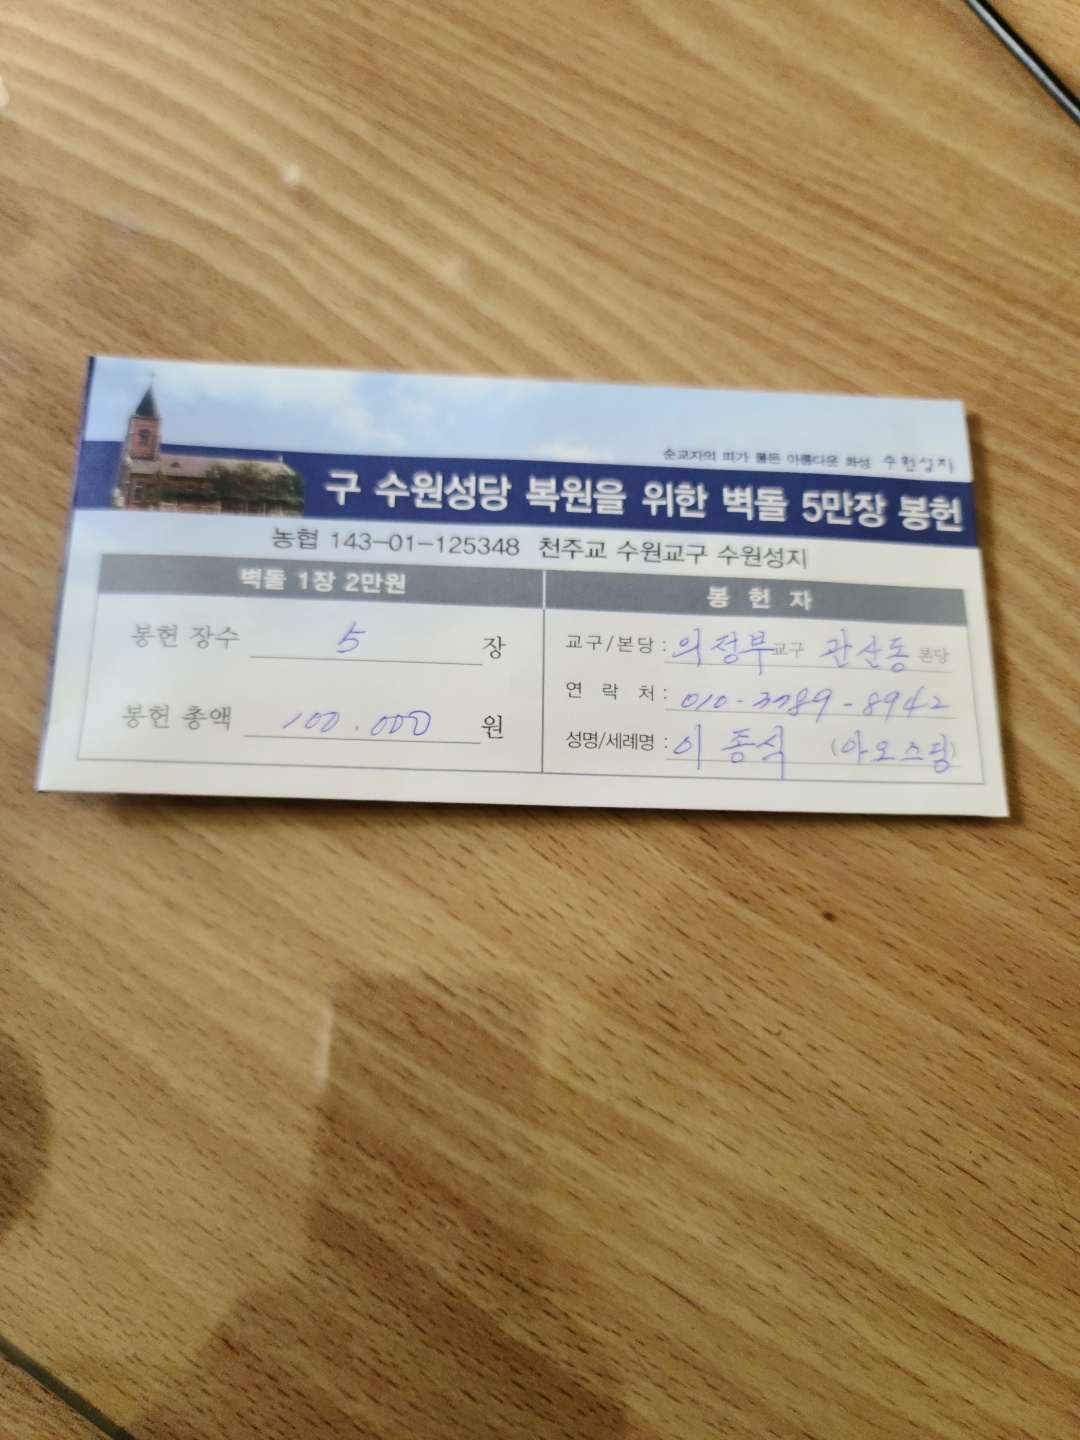 순교자의 피가 물든 아름다운 화성 수원성지
구 수원성당 복원을 위한 벽돌 5만장 봉헌
농협 143-01-125348 천주교 수원교구 수원성지
벽돌 1장 2만원
봉헌 장수 5 장
봉헌 총액 100.000 원
봉 헌 자
교구/본당 : 의정부교구 관산동 본당
연 락 처 : 010-3789-8942
성명/세례명 : 이종식 (아오스딩)